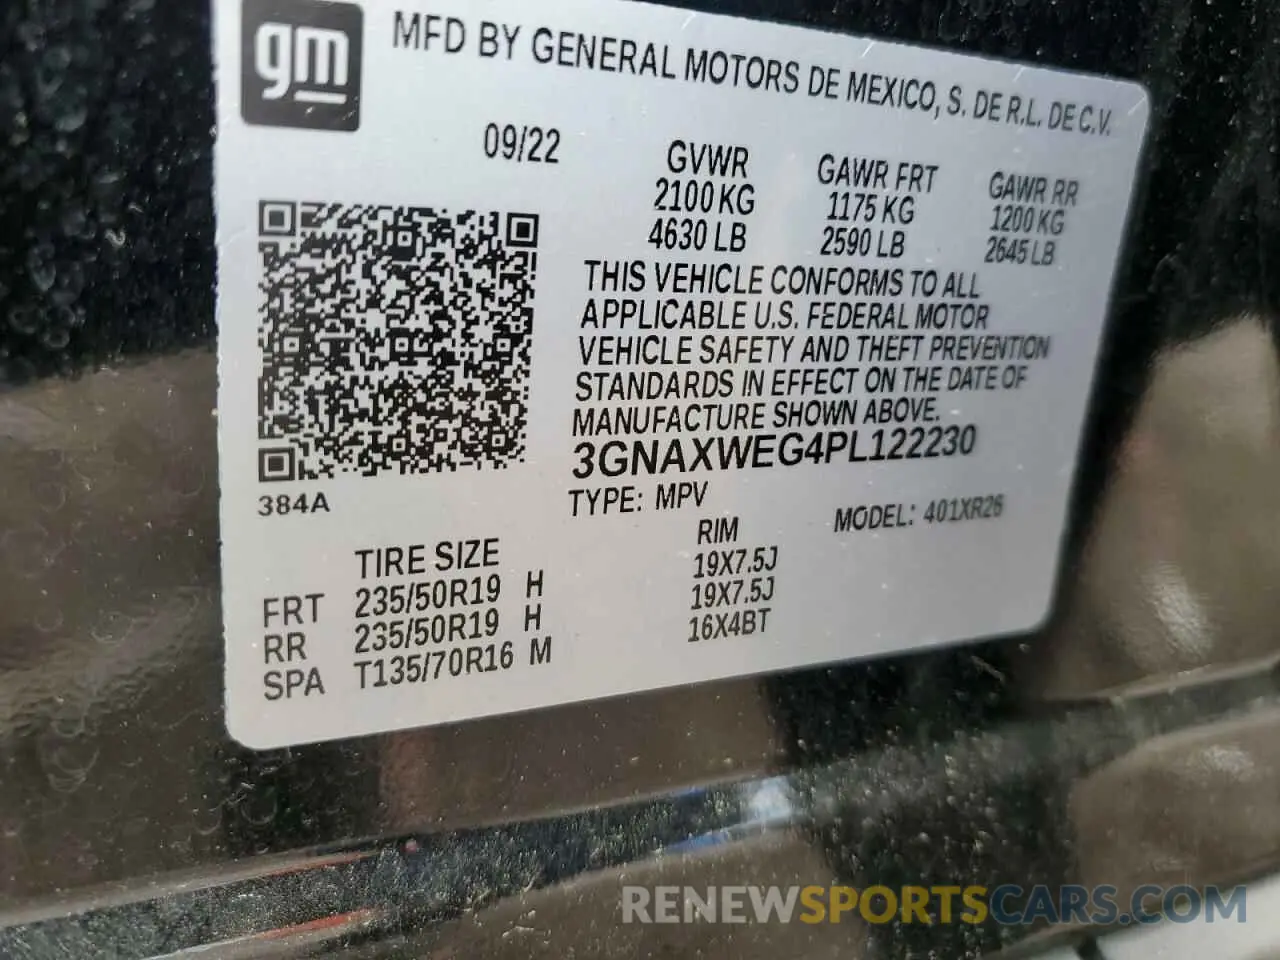 gm
MFD BY GENERAL MOTORS DE MEXICO, S. DE R.L. DE C.V.
09/22
GVWR GAWR FRT GAWR RR
2100 KG 1175 KG 1200 KG
4630 LB 2590 LB 2645 LB
THIS VEHICLE CONFORMS TO ALL
APPLICABLE U.S. FEDERAL MOTOR
VEHICLE SAFETY AND THEFT PREVENTION
STANDARDS IN EFFECT ON THE DATE OF
MANUFACTURE SHOWN ABOVE.
3GNAXWEG4PL122230
384A
TYPE: MPV MODEL: 401XR26
TIRE SIZE RIM
FRT 235/50R19 H 19X7.5J
RR 235/50R19 H 19X7.5J
SPA T135/70R16 M 16X4BT
RENEWSPORTSCARS.COM